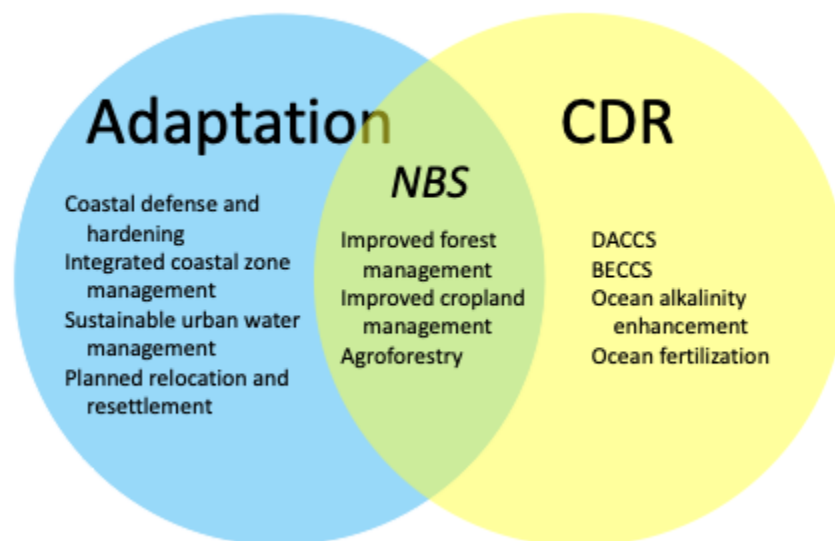 Adaptation
CDR
NBS
Coastal defense and
hardening
Integrated coastal zone
management
Sustainable urban water
management
Planned relocation and
resettlement
Improved forest
management
Improved cropland
management
Agroforestry
DACCS
BECCS
Ocean alkalinity
enhancement
Ocean fertilization